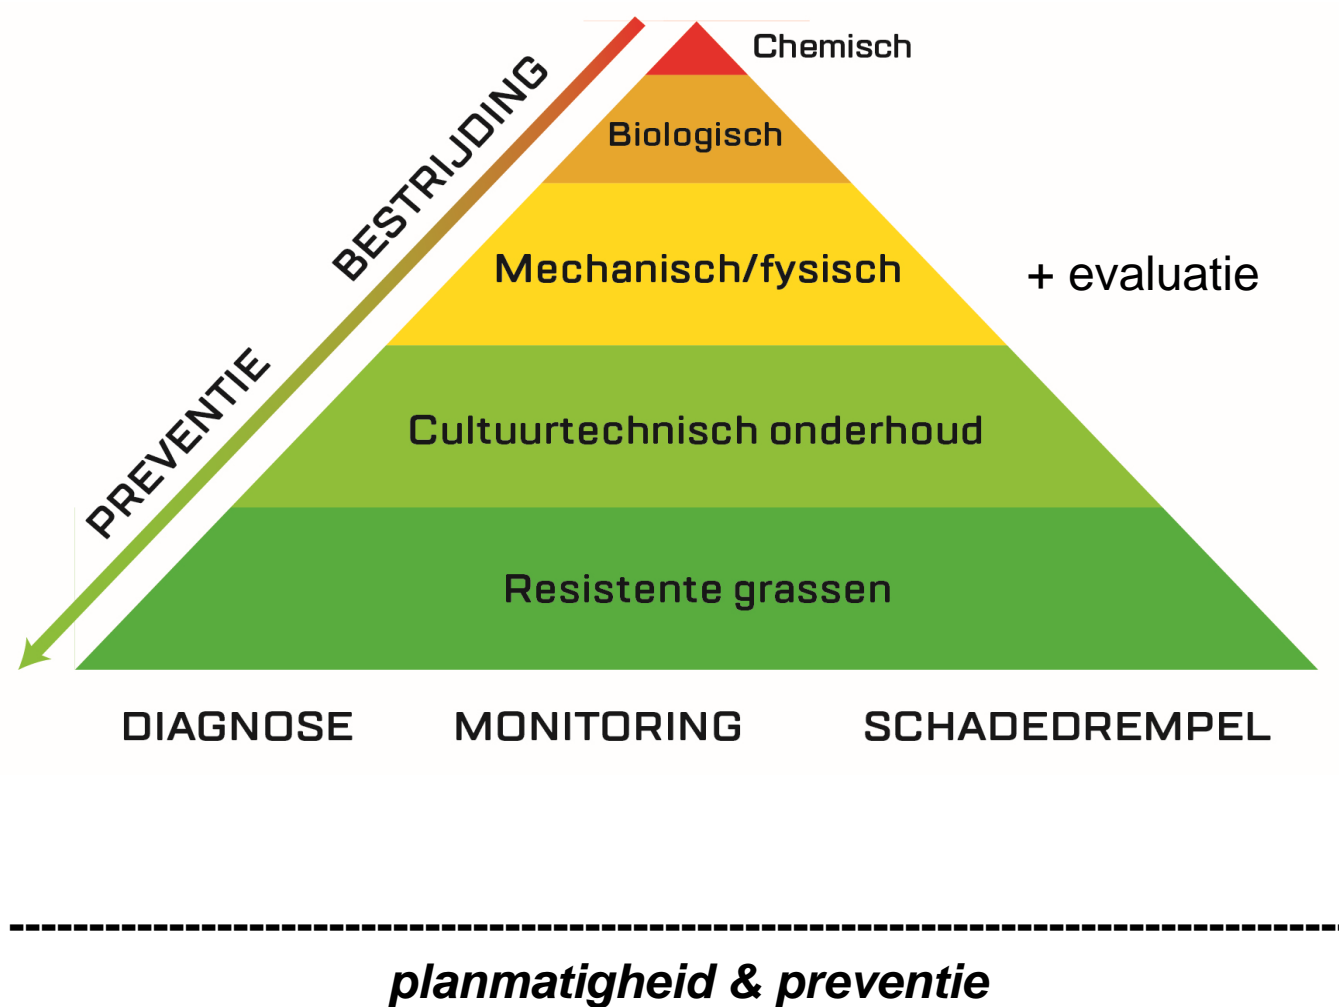 Chemisch
BESTRIJDING
Biologisch
Mechanisch/fysisch
+ evaluatie
PREVENTIE
Cultuurtechnisch onderhoud
Resistente grassen
DIAGNOSE MONITORING SCHADEDREMPEL
planmatigheid & preventie